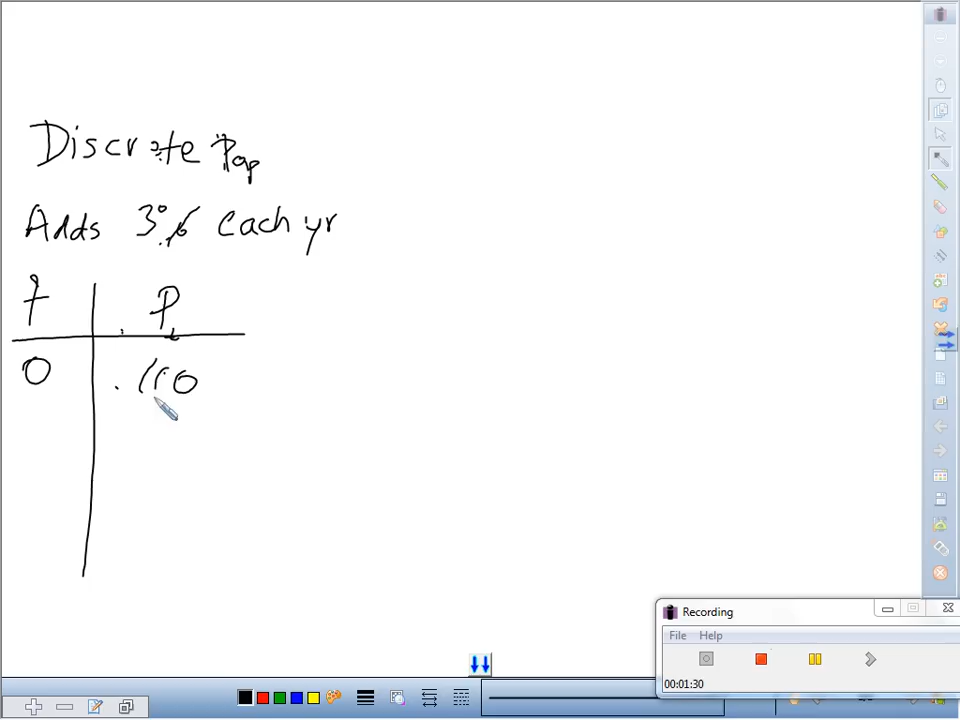 Discrete Pop
Adds 3% each yr
t P
0 110
Recording
File Help
00:01:30